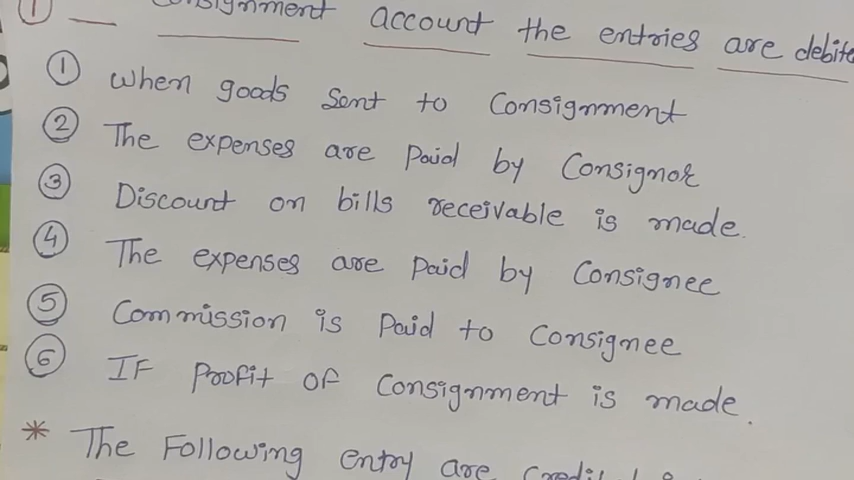 ① Consignment account the entries are debite
① When goods Sent to Consignment
② The expenses are Paid by Consignor
③ Discount on bills receivable is made.
④ The expenses are Paid by Consignee
⑤ Commission is Paid to Consignee
⑥ IF Profit of Consignment is made.
* The Following entry are